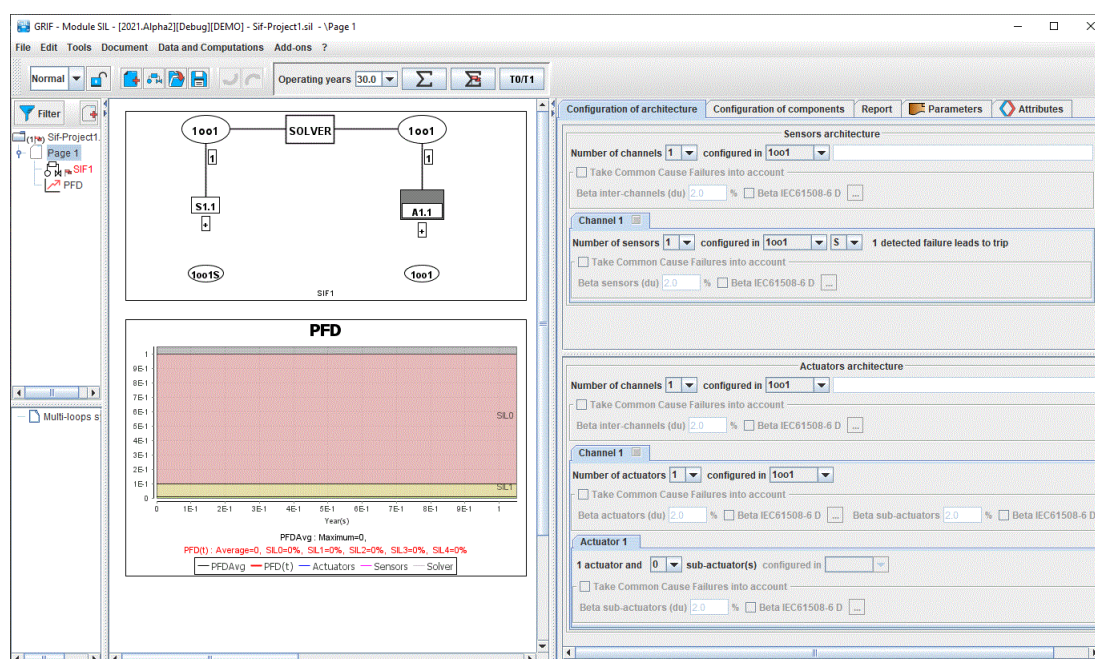 GRIF - Module SIL - [2021.Alpha2][Debug][DEMO] - Sif-Project1.sil - \Page 1
File Edit Tools Document Data and Computations Add-ons ?
Normal Operating years 30.0 T0/T1
Filter
Sif-Project1.
Page 1
SIF1
PFD
Multi-loops s
1oo1 SOLVER 1oo1
1 1
S1.1 A1.1
+ +
1oo1S 1oo1
SIF1
PFD
1
9E-1
8E-1
7E-1
6E-1
5E-1
4E-1
3E-1
2E-1
1E-1
0
SIL0
SIL1
0 1E-1 2E-1 3E-1 4E-1 5E-1 6E-1 7E-1 8E-1 9E-1 1
Year(s)
PFDAvg : Maximum=0,
PFD(t) : Average=0, SIL0=0%, SIL1=0%, SIL2=0%, SIL3=0%, SIL4=0%
PFDAvg PFD(t) Actuators Sensors Solver
Configuration of architecture Configuration of components Report Parameters Attributes
Sensors architecture
Number of channels 1 configured in 1oo1
Take Common Cause Failures into account
Beta inter-channels (du) 2.0 % Beta IEC61508-6 D ...
Channel 1
Number of sensors 1 configured in 1oo1 S 1 detected failure leads to trip
Take Common Cause Failures into account
Beta sensors (du) 2.0 % Beta IEC61508-6 D ...
Actuators architecture
Number of channels 1 configured in 1oo1
Take Common Cause Failures into account
Beta inter-channels (du) 2.0 % Beta IEC61508-6 D ...
Channel 1
Number of actuators 1 configured in 1oo1
Take Common Cause Failures into account
Beta actuators (du) 2.0 % Beta IEC61508-6 D ... Beta sub-actuators 2.0 % Beta IEC61508-6 D
Actuator 1
1 actuator and 0 sub-actuator(s) configured in
Take Common Cause Failures into account
Beta sub-actuators (du) 2.0 % Beta IEC61508-6 D ...